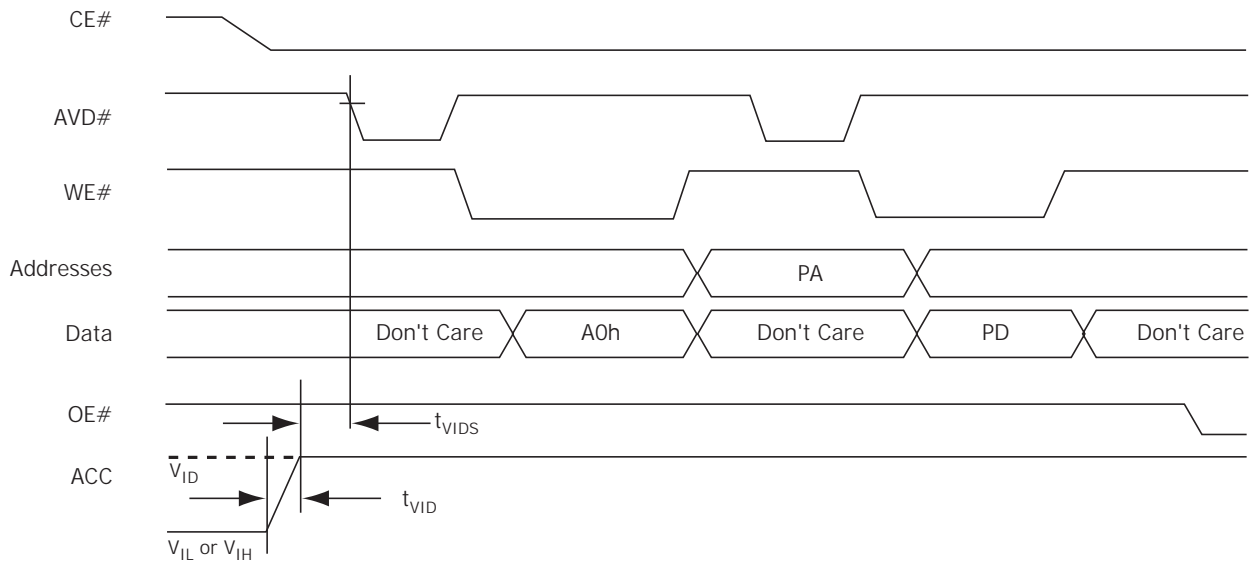 CE#
AVD#
WE#
Addresses
PA
Data
Don't Care
A0h
Don't Care
PD
Don't Care
OE#
tVIDS
ACC
VID
tVID
VIL or VIH